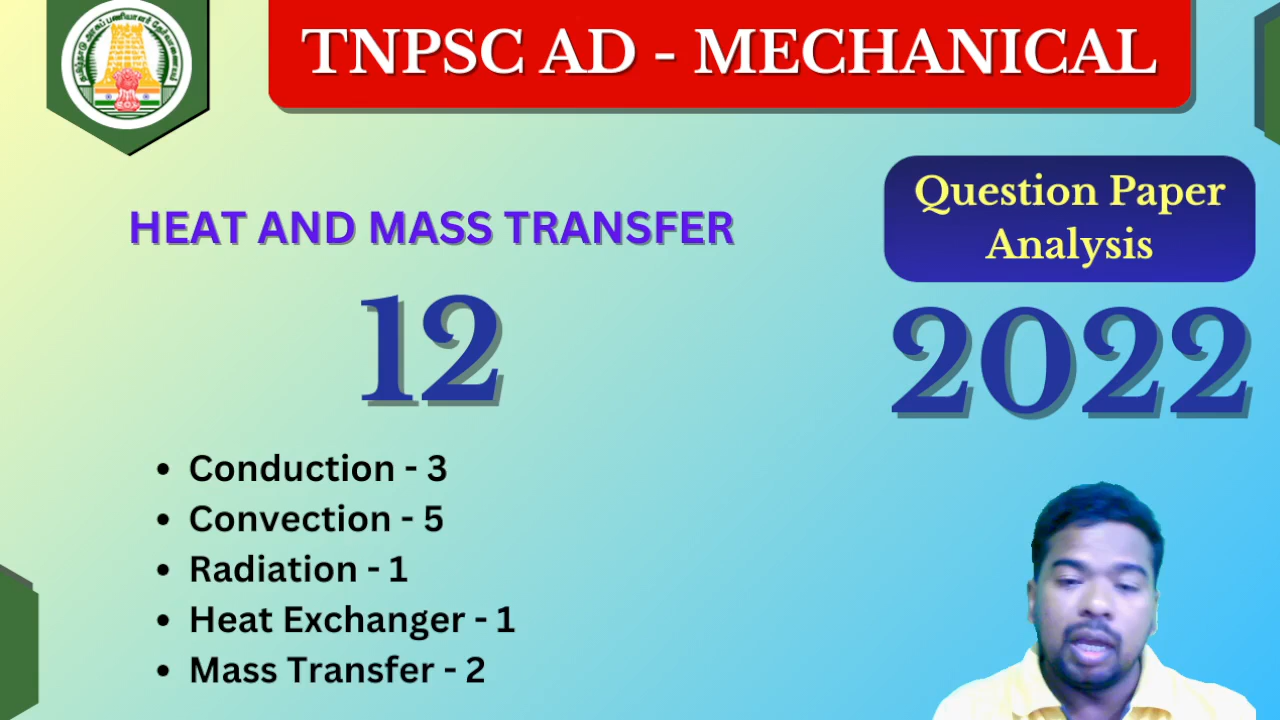 TNPSC AD - MECHANICAL
Question Paper
Analysis
2022
HEAT AND MASS TRANSFER
12
• Conduction - 3
• Convection - 5
• Radiation - 1
• Heat Exchanger - 1
• Mass Transfer - 2